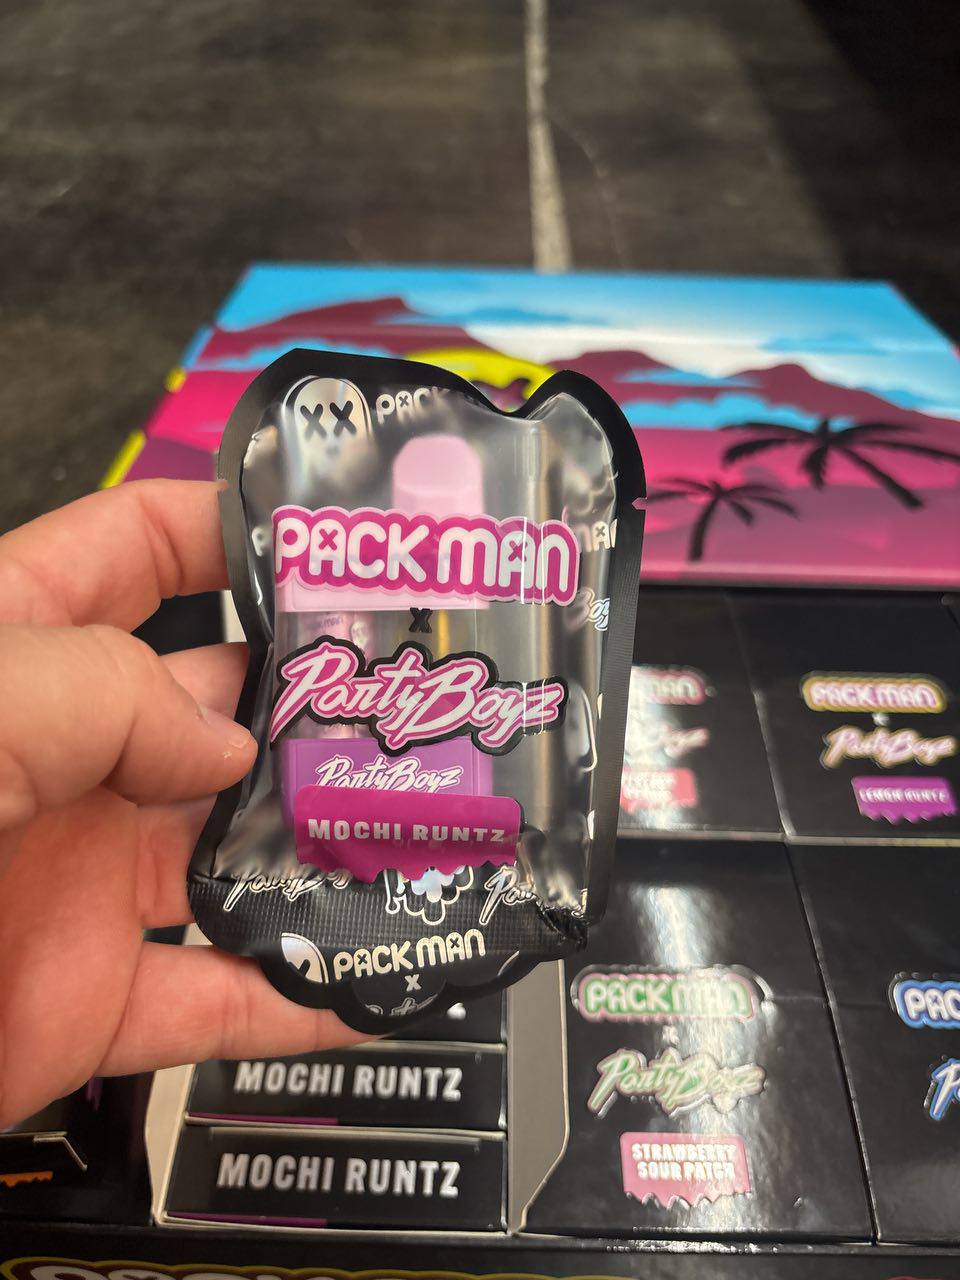 PACKMAN
X
PartyBoyz
PartyBoyz
MOCHI RUNTZ
PACKMAN
X
MOCHI RUNTZ
MOCHI RUNTZ
PACKMAN
X
PartyBoyz
LEMON RUNTZ
PACKMAN
X
PartyBoyz
STRAWBERRY
SOUR PATCH